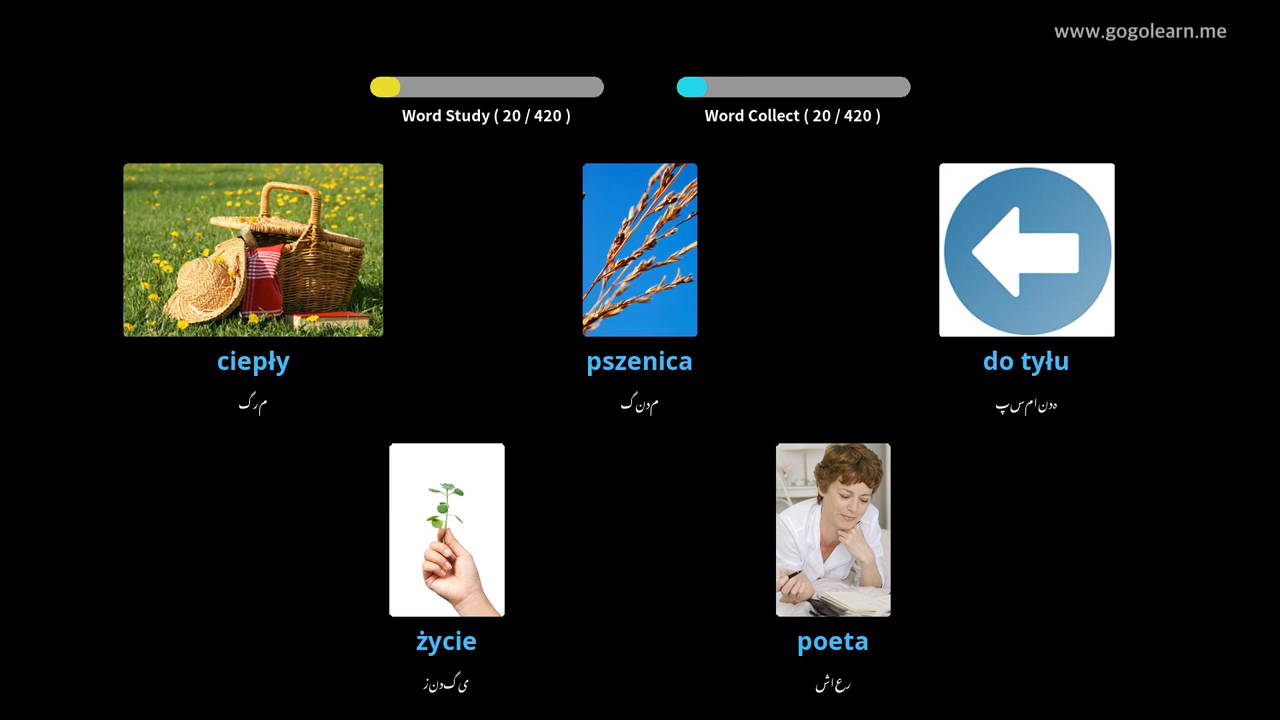 www.gogolearn.me
Word Study ( 20 / 420 )
Word Collect ( 20 / 420 )
ciepły
گرم
pszenica
گندم
do tyłu
پسمانده
życie
زندگی
poeta
شاعر